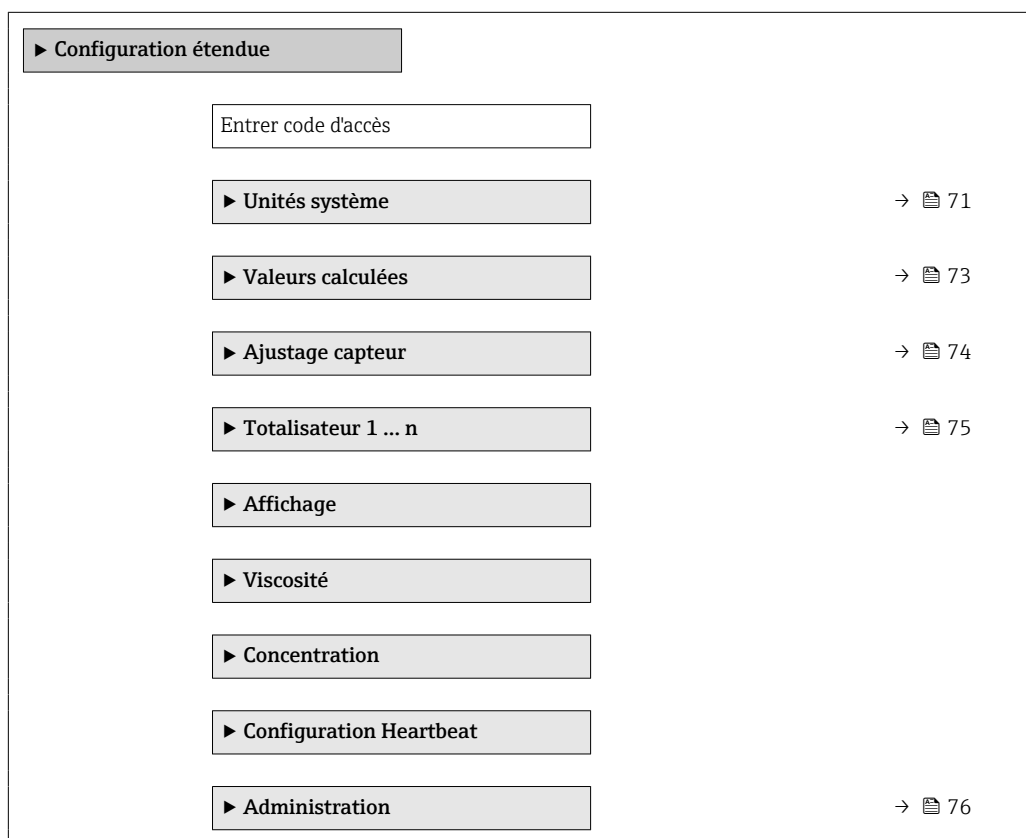 ▶ Configuration étendue
Entrer code d'accès
▶ Unités système → 71
▶ Valeurs calculées → 73
▶ Ajustage capteur → 74
▶ Totalisateur 1 … n → 75
▶ Affichage
▶ Viscosité
▶ Concentration
▶ Configuration Heartbeat
▶ Administration → 76